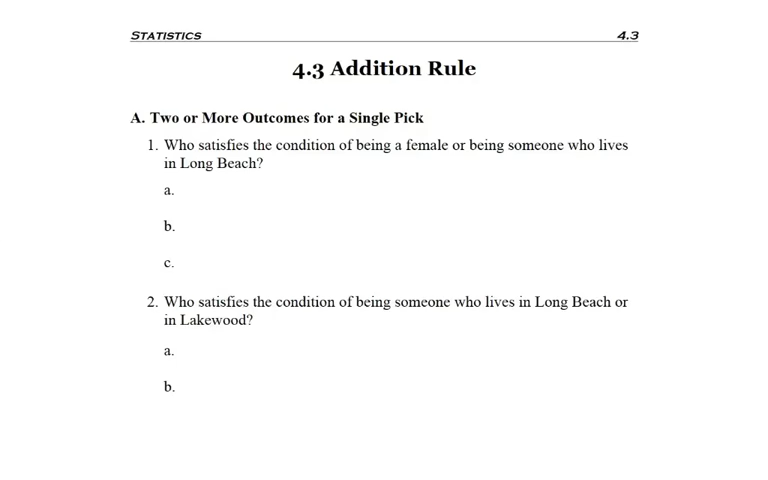 STATISTICS 4.3
4.3 Addition Rule
A. Two or More Outcomes for a Single Pick
1. Who satisfies the condition of being a female or being someone who lives
in Long Beach?
a.
b.
c.
2. Who satisfies the condition of being someone who lives in Long Beach or
in Lakewood?
a.
b.